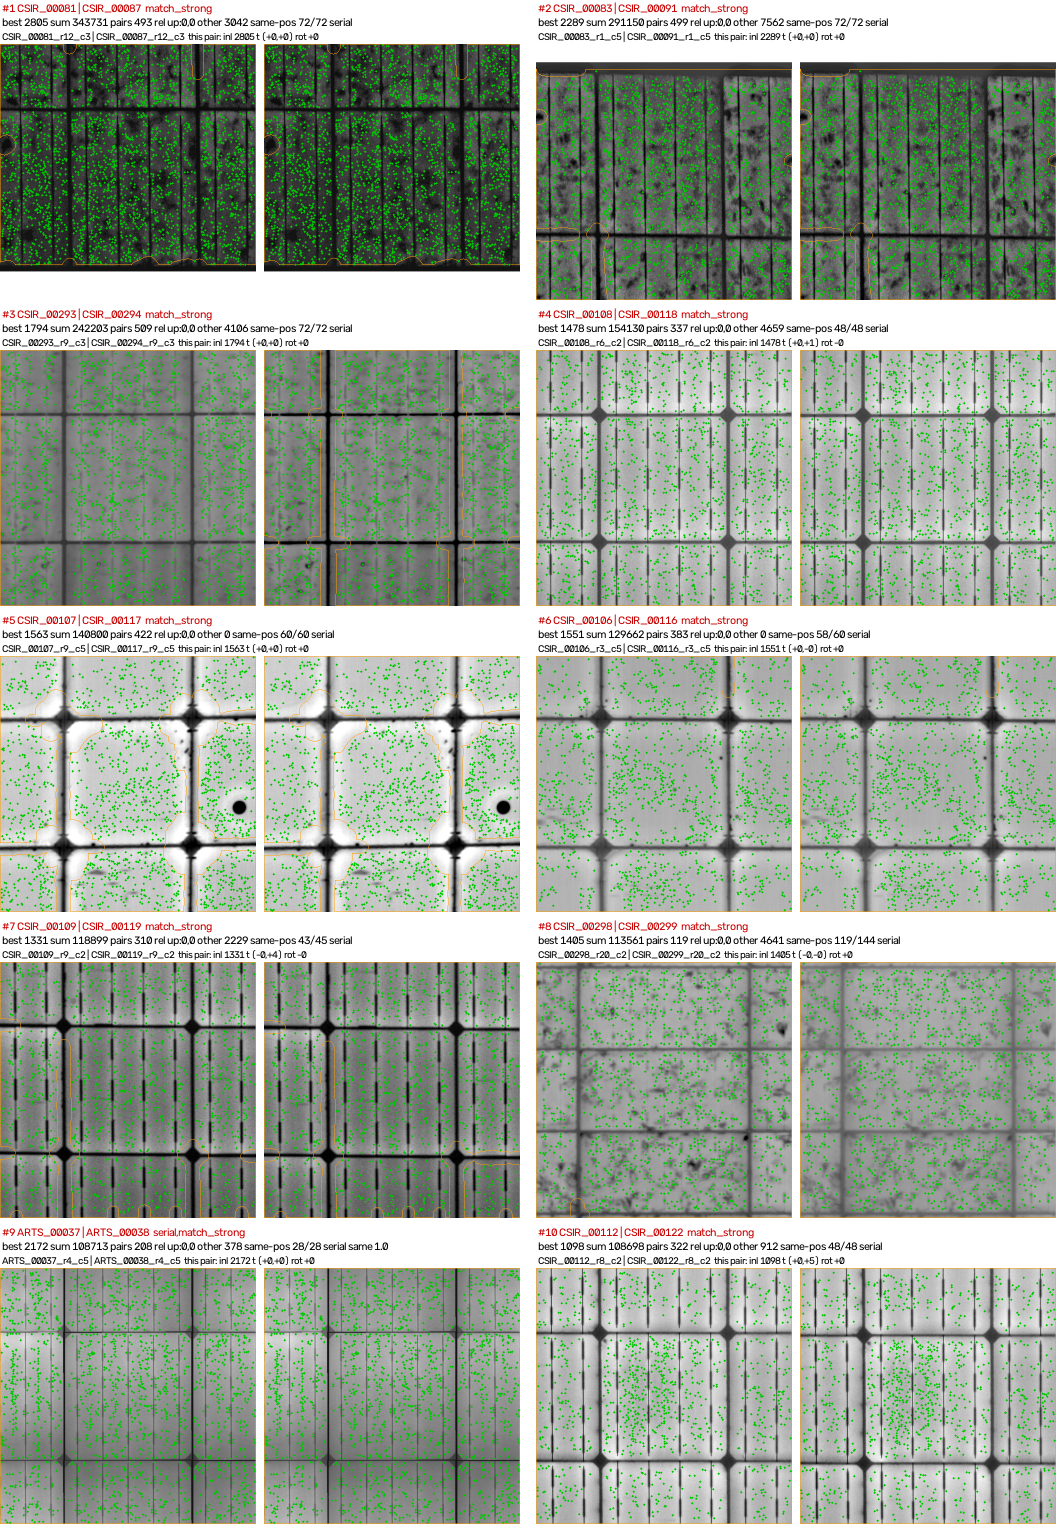 #1 CSIR_00081 | CSIR_00087 match_strong
best 2805 sum 343731 pairs 493 rel up:0,0 other 3042 same-pos 72/72 serial
CSIR_00081_r12_c3 | CSIR_00087_r12_c3 this pair: inl 2805 t (+0,+0) rot +0
#2 CSIR_00083 | CSIR_00091 match_strong
best 2289 sum 291150 pairs 499 rel up:0,0 other 7562 same-pos 72/72 serial
CSIR_00083_r1_c5 | CSIR_00091_r1_c5 this pair: inl 2289 t (+0,+0) rot +0
#3 CSIR_00293 | CSIR_00294 match_strong
best 1794 sum 242203 pairs 509 rel up:0,0 other 4106 same-pos 72/72 serial
CSIR_00293_r9_c3 | CSIR_00294_r9_c3 this pair: inl 1794 t (+0,+0) rot +0
#4 CSIR_00108 | CSIR_00118 match_strong
best 1478 sum 154130 pairs 337 rel up:0,0 other 4659 same-pos 48/48 serial
CSIR_00108_r6_c2 | CSIR_00118_r6_c2 this pair: inl 1478 t (+0,+1) rot -0
#5 CSIR_00107 | CSIR_00117 match_strong
best 1563 sum 140800 pairs 422 rel up:0,0 other 0 same-pos 60/60 serial
CSIR_00107_r9_c5 | CSIR_00117_r9_c5 this pair: inl 1563 t (+0,+0) rot +0
#6 CSIR_00106 | CSIR_00116 match_strong
best 1551 sum 129662 pairs 383 rel up:0,0 other 0 same-pos 58/60 serial
CSIR_00106_r3_c5 | CSIR_00116_r3_c5 this pair: inl 1551 t (+0,-0) rot +0
#7 CSIR_00109 | CSIR_00119 match_strong
best 1331 sum 118899 pairs 310 rel up:0,0 other 2229 same-pos 43/45 serial
CSIR_00109_r9_c2 | CSIR_00119_r9_c2 this pair: inl 1331 t (-0,+4) rot -0
#8 CSIR_00298 | CSIR_00299 match_strong
best 1405 sum 113561 pairs 119 rel up:0,0 other 4641 same-pos 119/144 serial
CSIR_00298_r20_c2 | CSIR_00299_r20_c2 this pair: inl 1405 t (-0,-0) rot +0
#9 ARTS_00037 | ARTS_00038 serial,match_strong
best 2172 sum 108713 pairs 208 rel up:0,0 other 378 same-pos 28/28 serial same 1.0
ARTS_00037_r4_c5 | ARTS_00038_r4_c5 this pair: inl 2172 t (+0,+0) rot +0
#10 CSIR_00112 | CSIR_00122 match_strong
best 1098 sum 108698 pairs 322 rel up:0,0 other 912 same-pos 48/48 serial
CSIR_00112_r8_c2 | CSIR_00122_r8_c2 this pair: inl 1098 t (+0,+5) rot +0